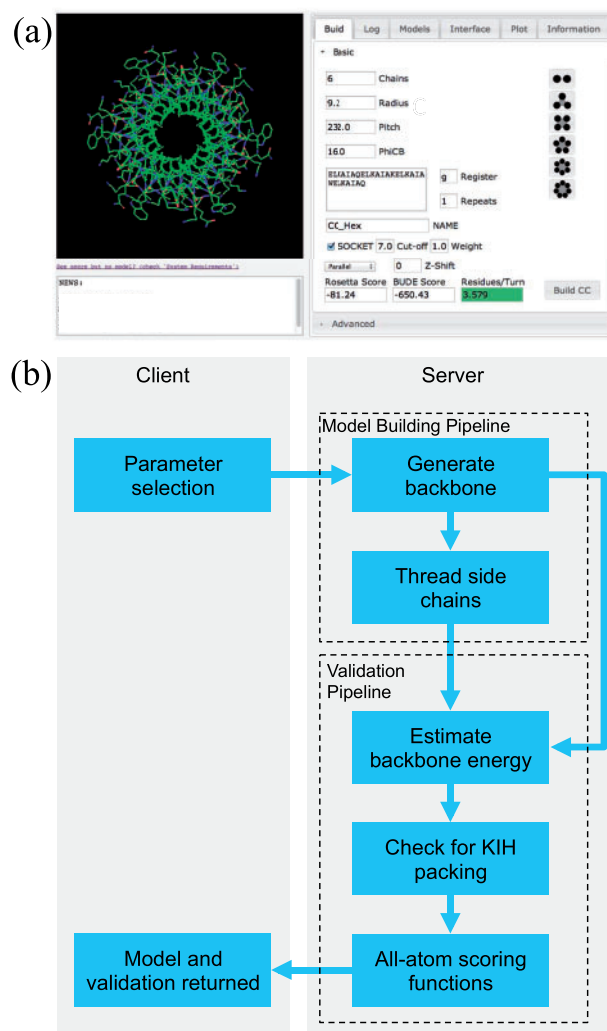 (a)
Buid Log Models Interface Plot Information
Basic
6 Chains
9.2 Radius
232.0 Pitch
160 PhiCB
g Register
1 Repeats
WELKAIAQ
CC_Hex NAME
SOCKET 7.0 Cut-off 1.0 Weight
Parallel 0 Z-Shift
Rosetta Score BUDE Score Residues/Turn
-81.24 -650.43 3.579 Build CC
Advanced
NEWS:
(b)
Client Server
Model Building Pipeline
Parameter
selection
Generate
backbone
Thread side
chains
Validation
Pipeline
Estimate
backbone energy
Check for KIH
packing
All-atom scoring
functions
Model and
validation returned